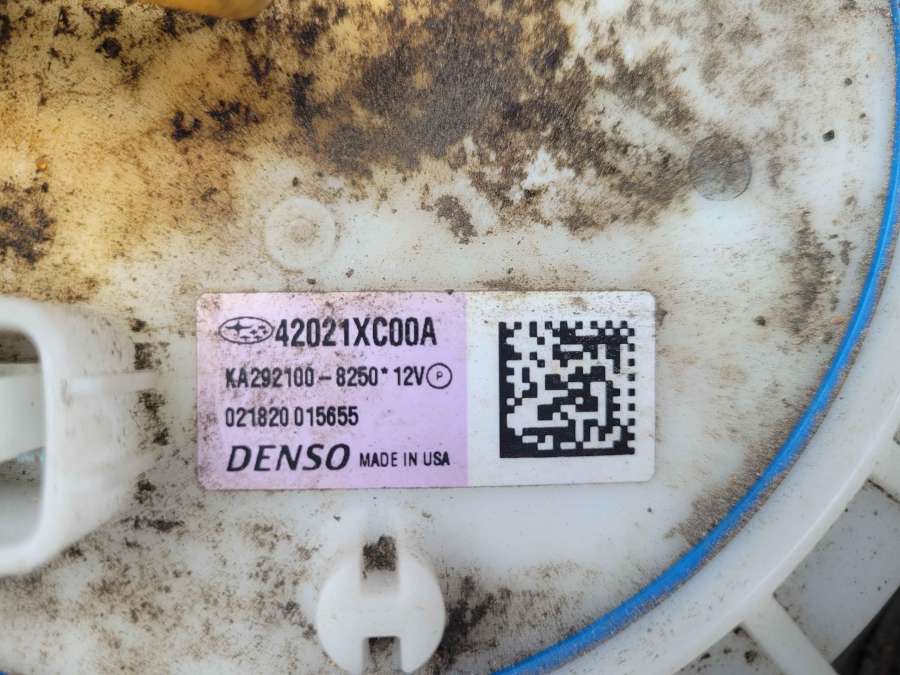 42021XC00A
KA292100-8250* 12V P
021820 015655
DENSO MADE IN USA